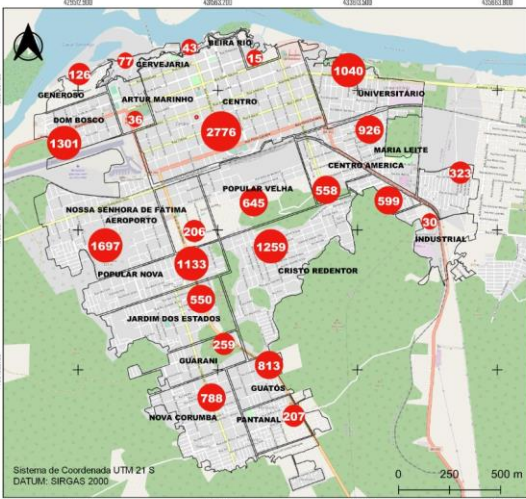 43
BEIRA RIO
15
77
CERVEJARIA
126
GENEROSO
1040
UNIVERSITÁRIO
ARTUR MARINHO
CENTRO
36
DOM BOSCO
1301
2776
926
MARIA LEITE
CENTRO AMERICA
323
558
599
POPULAR VELHA
645
NOSSA SENHORA DE FÁTIMA
AEROPORTO
206
30
INDUSTRIAL
1697
1259
1133
POPULAR NOVA
CRISTO REDENTOR
550
JARDIM DOS ESTADOS
259
GUARANI
813
GUATÓS
788
NOVA CORUMBA
PANTANAL
207
Sistema de Coordenada UTM 21 S
DATUM: SIRGAS 2000
0 250 500 m